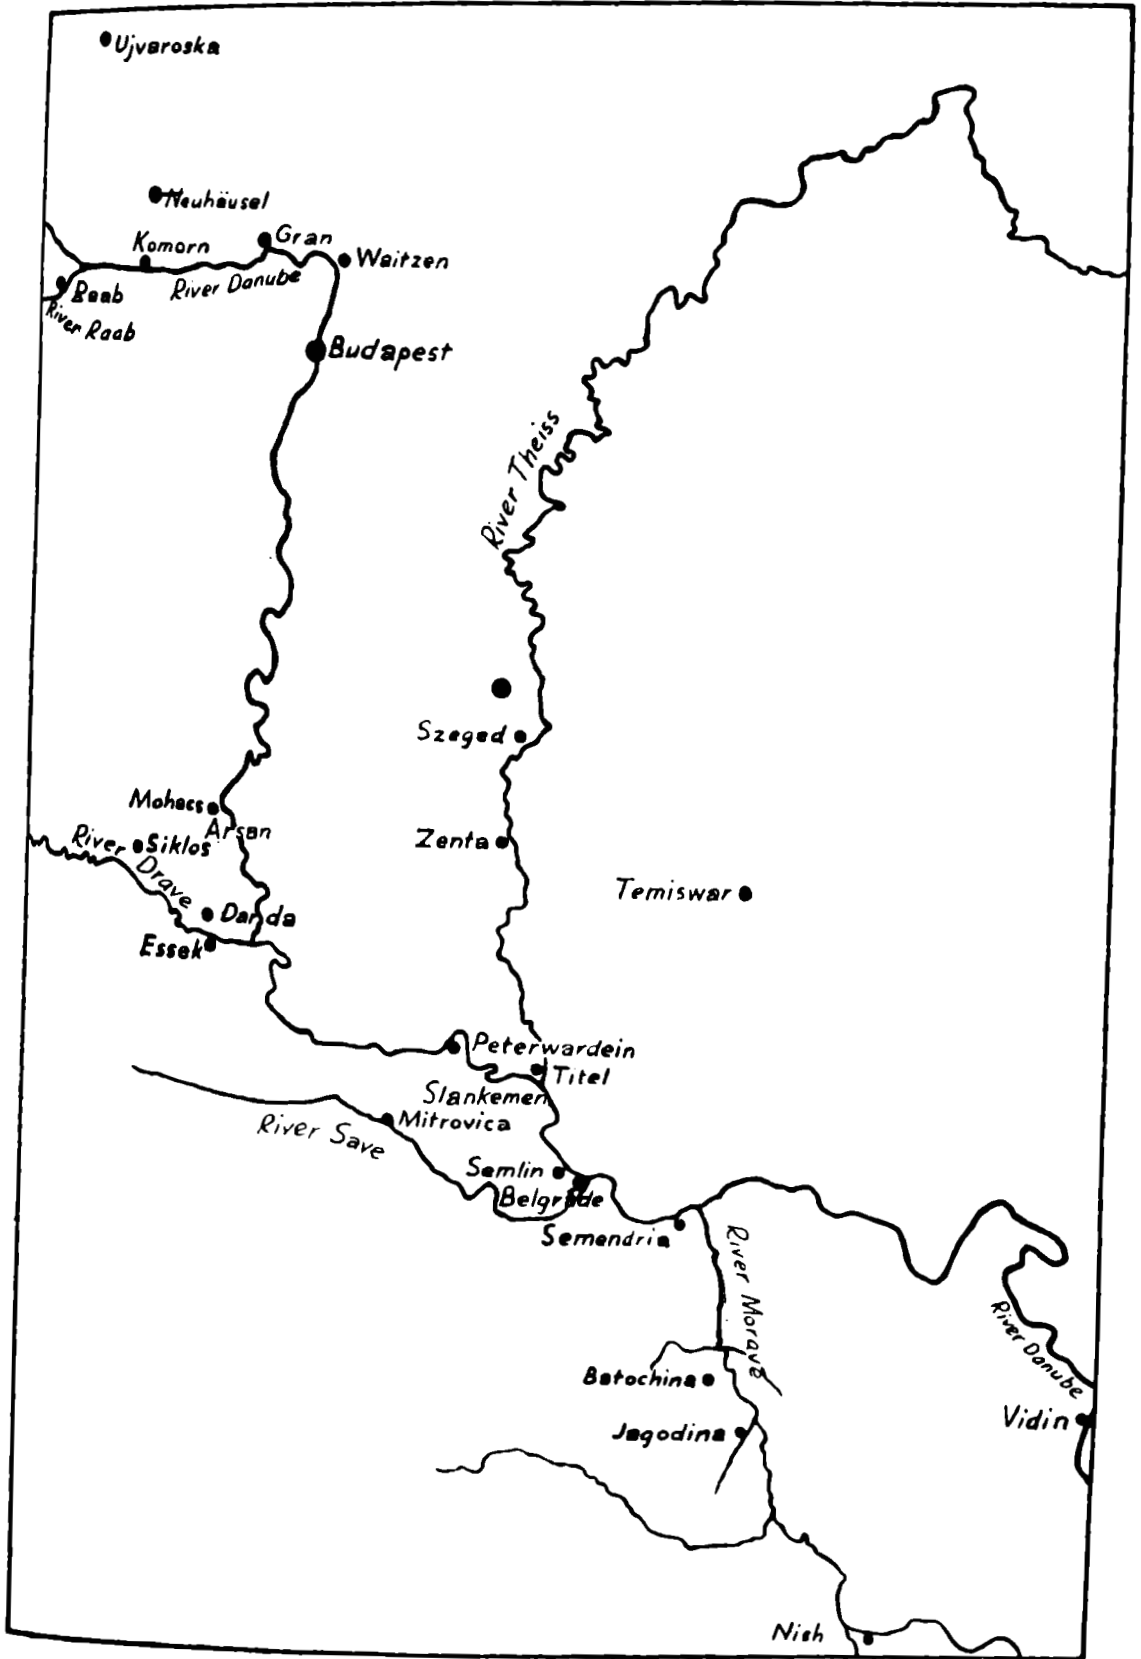 Ujvaroska
Neuhäusel
Gran
Komorn
Waitzen
River Danube
Raab
River Raab
Budapest
River Theiss
Szeged
Mohacs
Arsan
River Drave
Siklos
Zenta
Temiswar
Darda
Essek
Peterwardein
Titel
Slankemen
Mitrovica
River Save
Semlin
Belgrade
Semendria
River Morava
River Danube
Batochina
Vidin
Jagodina
Nish